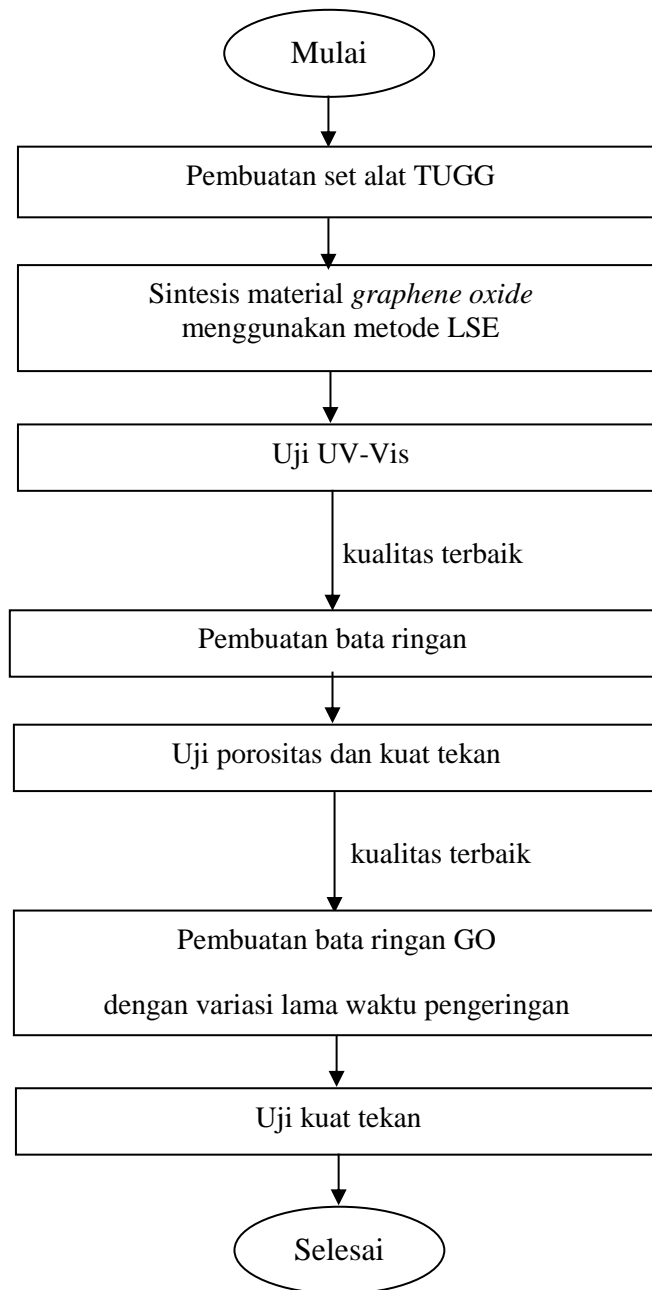 Mulai
Pembuatan set alat TUGG
Sintesis material graphene oxide
menggunakan metode LSE
Uji UV-Vis
kualitas terbaik
Pembuatan bata ringan
Uji porositas dan kuat tekan
kualitas terbaik
Pembuatan bata ringan GO
dengan variasi lama waktu pengeringan
Uji kuat tekan
Selesai